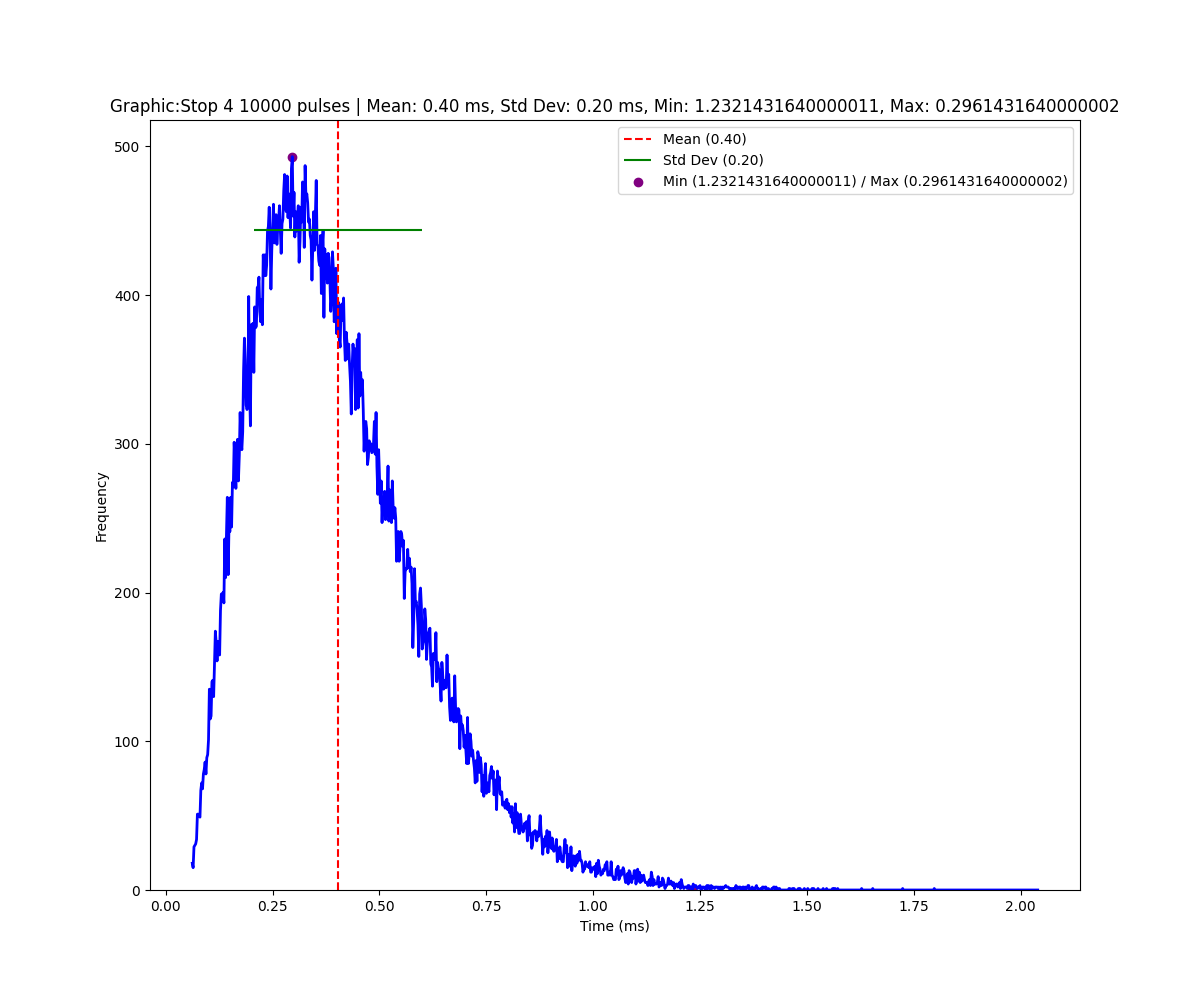 Graphic:Stop 4 10000 pulses | Mean: 0.40 ms, Std Dev: 0.20 ms, Min: 1.2321431640000011, Max: 0.2961431640000002
Mean (0.40)
Std Dev (0.20)
Min (1.2321431640000011) / Max (0.2961431640000002)
500
400
300
200
100
0
Frequency
0.00 0.25 0.50 0.75 1.00 1.25 1.50 1.75 2.00
Time (ms)